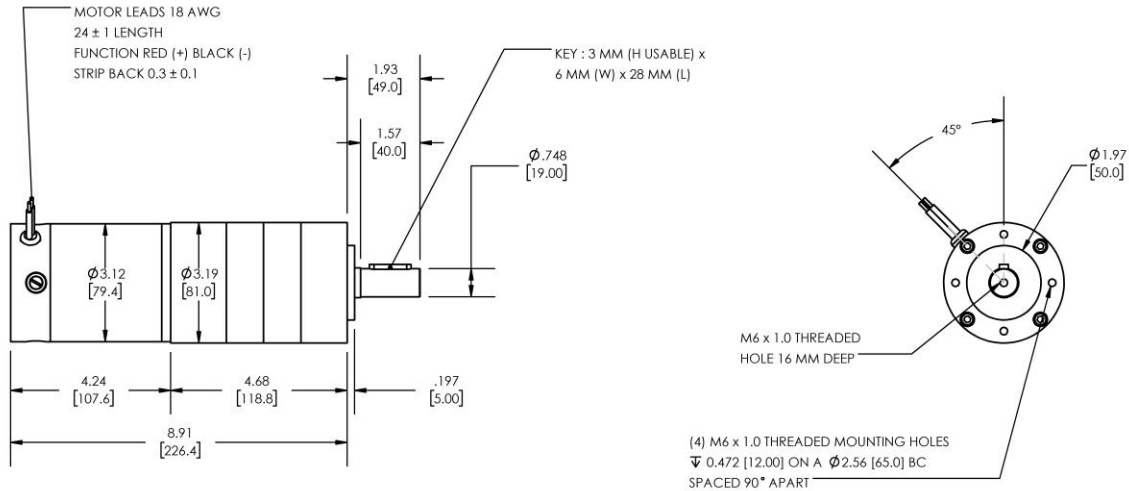 MOTOR LEADS 18 AWG
24 ± 1 LENGTH
FUNCTION RED (+) BLACK (-)
STRIP BACK 0.3 ± 0.1
1.93
[49.0]
KEY : 3 MM (H USABLE) x
6 MM (W) x 28 MM (L)
1.57
[40.0]
Ø.748
[19.00]
45°
Ø1.97
[50.0]
Ø3.12
[79.4]
Ø3.19
[81.0]
M6 x 1.0 THREADED
HOLE 16 MM DEEP
4.24
[107.6]
4.68
[118.8]
.197
[5.00]
8.91
[226.4]
(4) M6 x 1.0 THREADED MOUNTING HOLES
↧ 0.472 [12.00] ON A Ø2.56 [65.0] BC
SPACED 90° APART